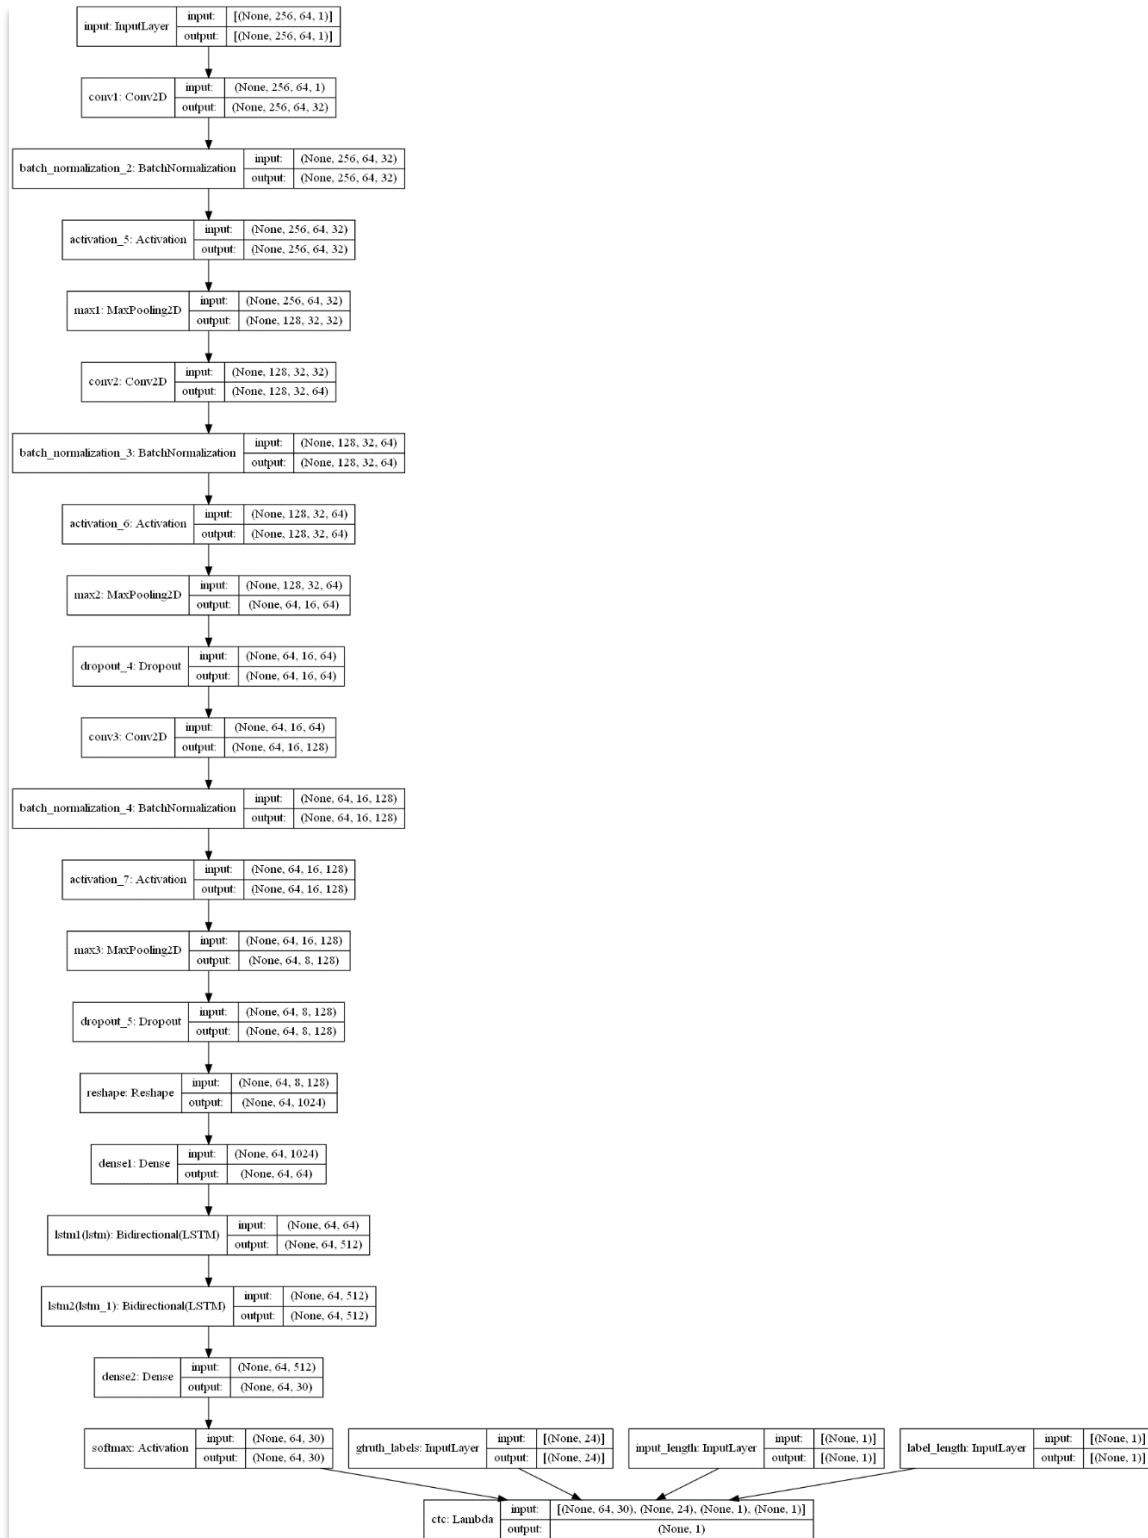 input: InputLayer input: [(None, 256, 64, 1)]
output: [(None, 256, 64, 1)]
conv1: Conv2D input: (None, 256, 64, 1)
output: (None, 256, 64, 32)
batch_normalization_2: BatchNormalization input: (None, 256, 64, 32)
output: (None, 256, 64, 32)
activation_5: Activation input: (None, 256, 64, 32)
output: (None, 256, 64, 32)
max1: MaxPooling2D input: (None, 256, 64, 32)
output: (None, 128, 32, 32)
conv2: Conv2D input: (None, 128, 32, 32)
output: (None, 128, 32, 64)
batch_normalization_3: BatchNormalization input: (None, 128, 32, 64)
output: (None, 128, 32, 64)
activation_6: Activation input: (None, 128, 32, 64)
output: (None, 128, 32, 64)
max2: MaxPooling2D input: (None, 128, 32, 64)
output: (None, 64, 16, 64)
dropout_4: Dropout input: (None, 64, 16, 64)
output: (None, 64, 16, 64)
conv3: Conv2D input: (None, 64, 16, 64)
output: (None, 64, 16, 128)
batch_normalization_4: BatchNormalization input: (None, 64, 16, 128)
output: (None, 64, 16, 128)
activation_7: Activation input: (None, 64, 16, 128)
output: (None, 64, 16, 128)
max3: MaxPooling2D input: (None, 64, 16, 128)
output: (None, 64, 8, 128)
dropout_5: Dropout input: (None, 64, 8, 128)
output: (None, 64, 8, 128)
reshape: Reshape input: (None, 64, 8, 128)
output: (None, 64, 1024)
dense1: Dense input: (None, 64, 1024)
output: (None, 64, 64)
lstm1(lstm): Bidirectional(LSTM) input: (None, 64, 64)
output: (None, 64, 512)
lstm2(lstm_1): Bidirectional(LSTM) input: (None, 64, 512)
output: (None, 64, 512)
dense2: Dense input: (None, 64, 512)
output: (None, 64, 30)
softmax: Activation input: (None, 64, 30)
output: (None, 64, 30)
gtruth_labels: InputLayer input: [(None, 24)]
output: [(None, 24)]
input_length: InputLayer input: [(None, 1)]
output: [(None, 1)]
label_length: InputLayer input: [(None, 1)]
output: [(None, 1)]
ctc: Lambda input: [(None, 64, 30), (None, 24), (None, 1), (None, 1)]
output: (None, 1)